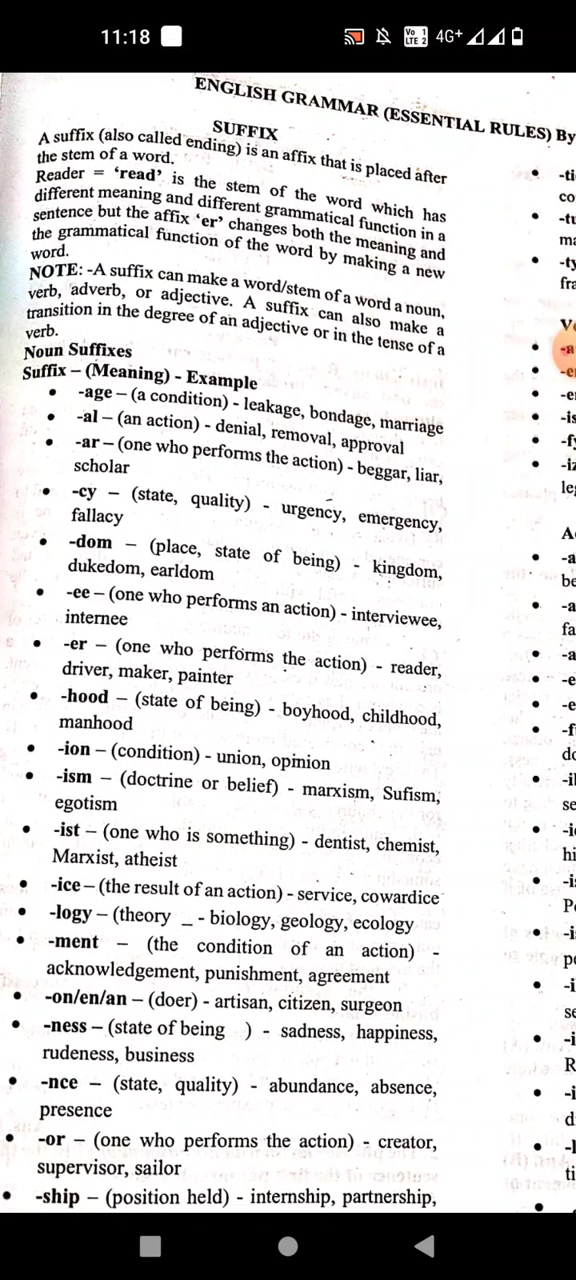 11:18
Vo 1
LTE 2
4G+
ENGLISH GRAMMAR (ESSENTIAL RULES) By
SUFFIX
A suffix (also called ending) is an affix that is placed after
the stem of a word.
Reader = 'read' is the stem of the word which has
different meaning and different grammatical function in a
sentence but the affix 'er' changes both the meaning and
the grammatical function of the word by making a new
word.
NOTE: -A suffix can make a word/stem of a word a noun,
verb, adverb, or adjective. A suffix can also make a
transition in the degree of an adjective or in the tense of a
verb.
Noun Suffixes
Suffix – (Meaning) - Example
• -age – (a condition) - leakage, bondage, marriage
• -al – (an action) - denial, removal, approval
• -ar – (one who performs the action) - beggar, liar,
scholar
• -cy – (state, quality) - urgency, emergency,
fallacy
• -dom – (place, state of being) - kingdom,
dukedom, earldom
• -ee – (one who performs an action) - interviewee,
internee
• -er – (one who performs the action) - reader,
driver, maker, painter
• -hood – (state of being) - boyhood, childhood,
manhood
• -ion – (condition) - union, opinion
• -ism – (doctrine or belief) - marxism, Sufism,
egotism
• -ist – (one who is something) - dentist, chemist,
Marxist, atheist
• -ice – (the result of an action) - service, cowardice
• -logy – (theory _ - biology, geology, ecology
• -ment – (the condition of an action) -
acknowledgement, punishment, agreement
• -on/en/an – (doer) - artisan, citizen, surgeon
• -ness – (state of being ) - sadness, happiness,
rudeness, business
• -nce – (state, quality) - abundance, absence,
presence
• -or – (one who performs the action) - creator,
supervisor, sailor
• -ship – (position held) - internship, partnership,